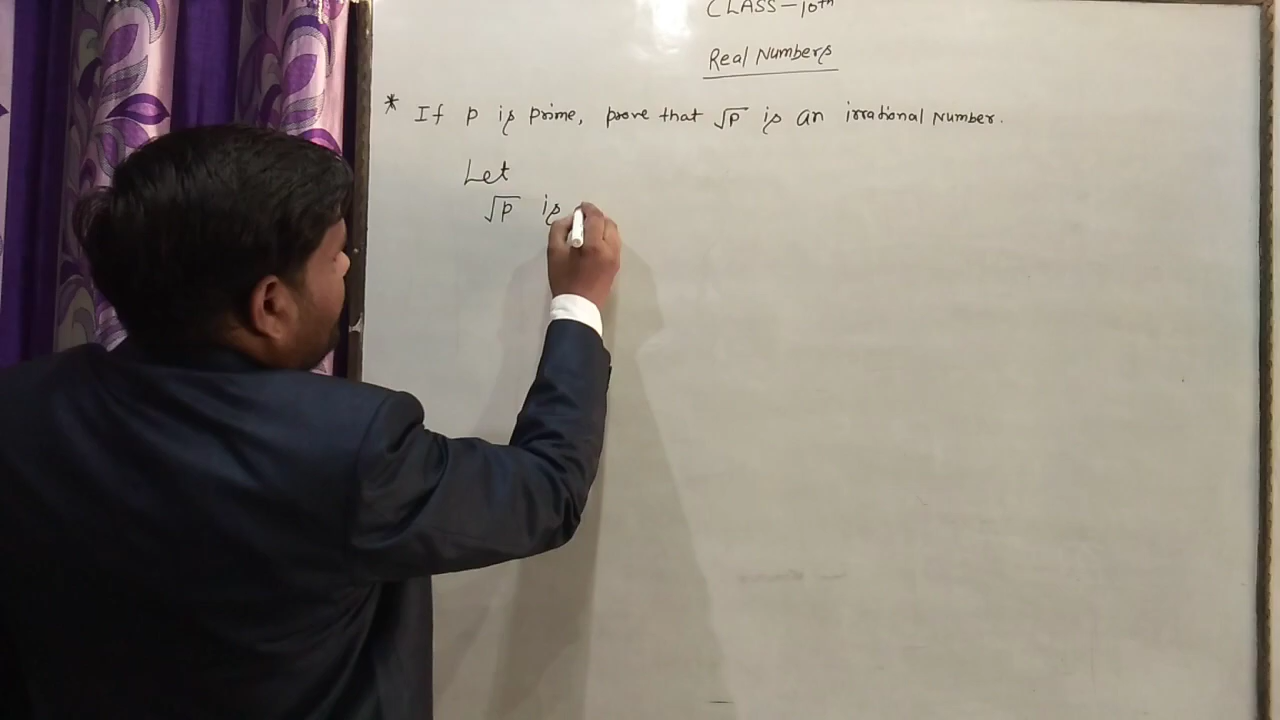 CLASS-10th
Real Numbers
* If p is prime, prove that √p is an irrational Number.
Let
√p is